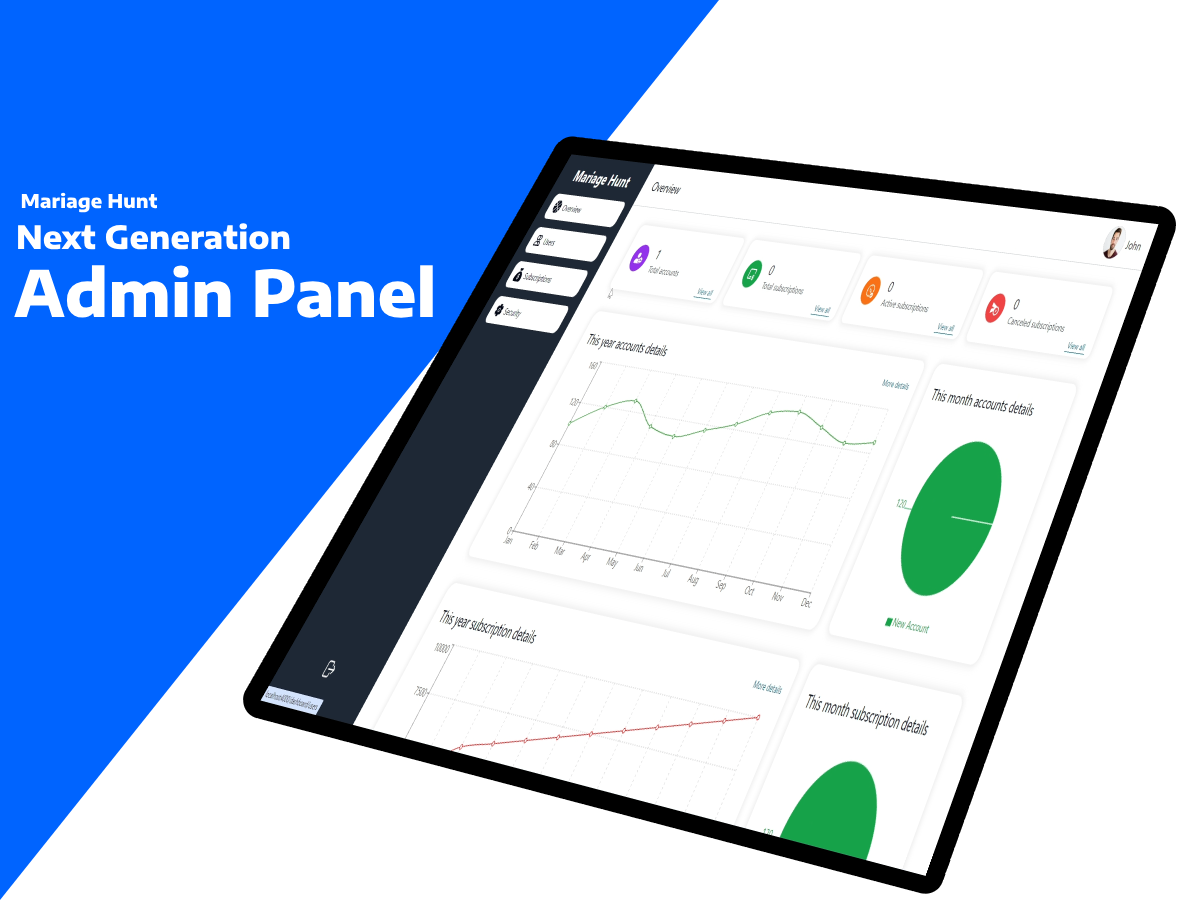 Mariage Hunt
Next Generation
Admin Panel
Mariage Hunt
Overview
Users
Subscriptions
Security
localhost:4000/dashboard/users
Overview
John
1
Total accounts
View all
0
Total subscriptions
View all
0
Active subscriptions
View all
0
Canceled subscriptions
View all
This year accounts details
More details
160
120
80
40
0
Jan Feb Mar Apr May Jun Jul Aug Sep Oct Nov Dec
This month accounts details
120
New Account
This year subscription details
More details
10000
7500
This month subscription details
120